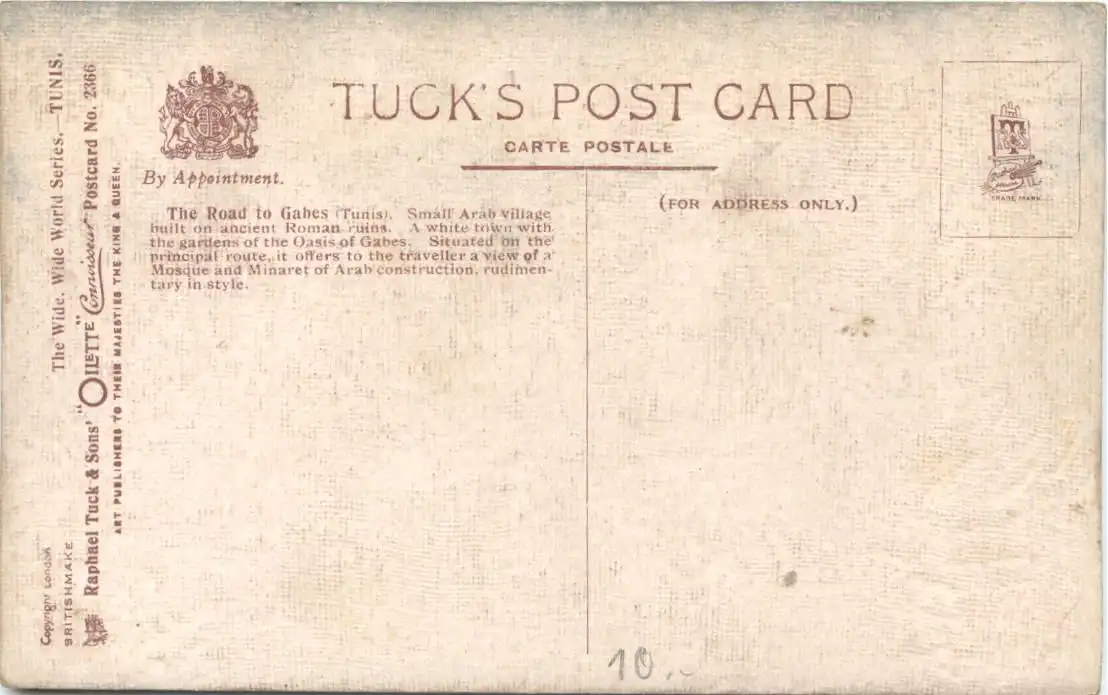 TUCK'S POST CARD
CARTE POSTALE
By Appointment.
(FOR ADDRESS ONLY.)
TRADE MARK
The Road to Gabes (Tunis). Small Arab village
built on ancient Roman ruins. A white town with
the gardens of the Oasis of Gabes. Situated on the
principal route, it offers to the traveller a view of a
Mosque and Minaret of Arab construction, rudimen-
tary in style.
The Wide, Wide World Series.—TUNIS.
Raphael Tuck & Sons' "OILETTE" Connoisseur Postcard No. 2366
ART PUBLISHERS TO THEIR MAJESTIES THE KING & QUEEN.
Copyright London
BRITISH MAKE
10.-